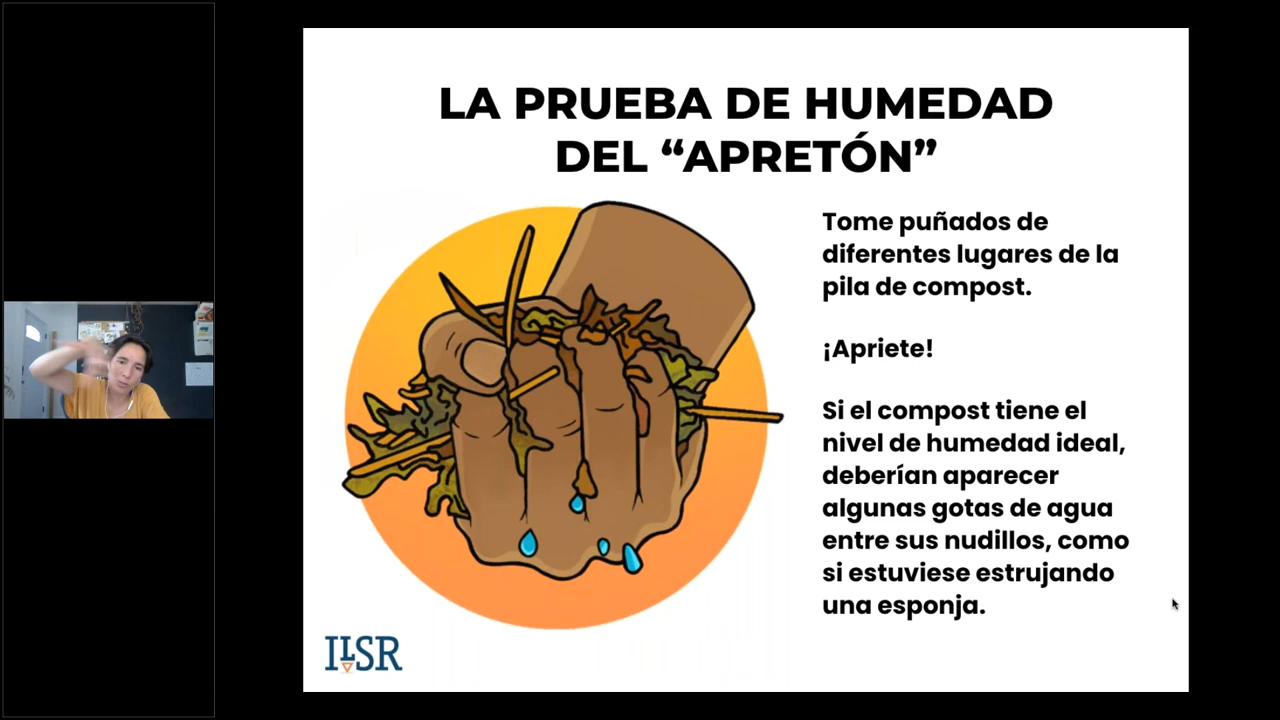 LA PRUEBA DE HUMEDAD
DEL “APRETÓN”
Tome puñados de
diferentes lugares de la
pila de compost.
¡Apriete!
Si el compost tiene el
nivel de humedad ideal,
deberían aparecer
algunas gotas de agua
entre sus nudillos, como
si estuviese estrujando
una esponja.
ILSR